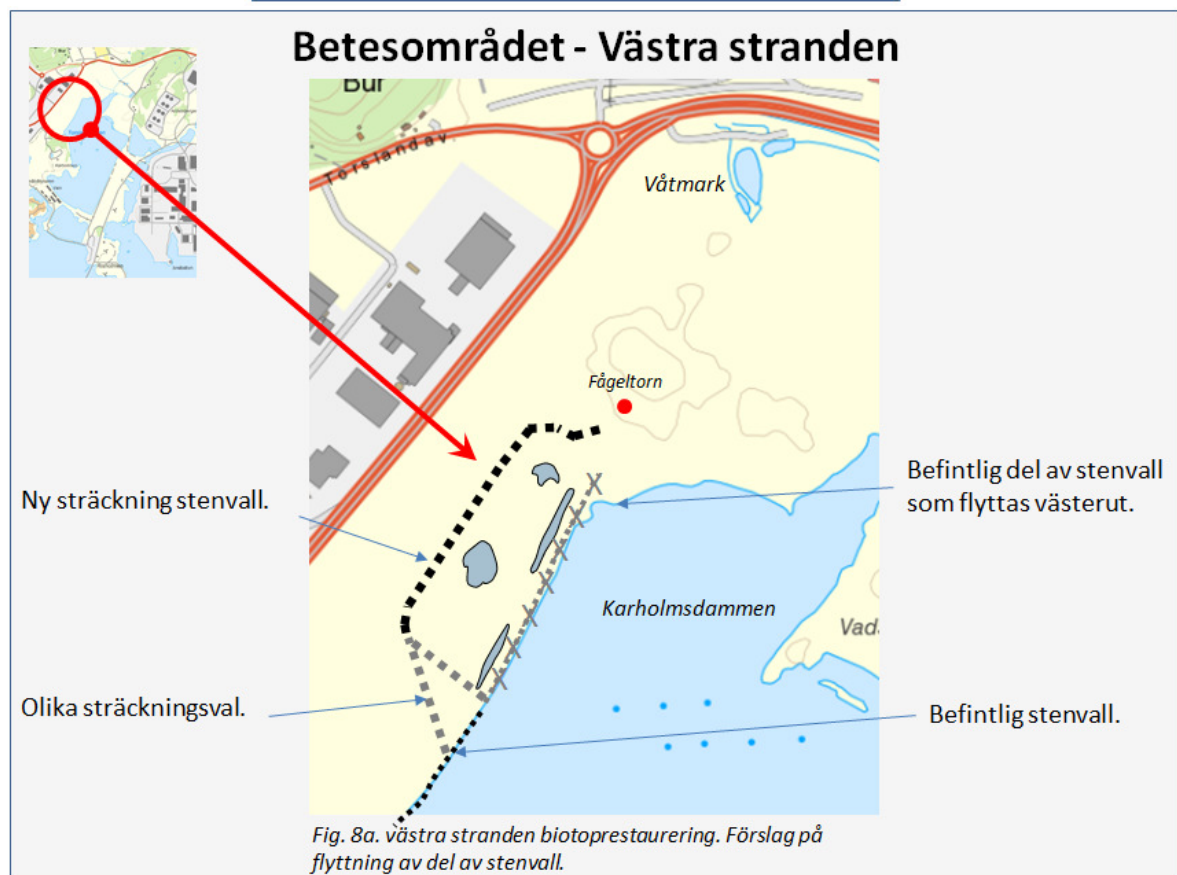 Betesområdet - Västra stranden
Bur
Torslandav.
Våtmark
Fågeltorn
Ny sträckning stenvall.
Befintlig del av stenvall
som flyttas västerut.
Karholmsdammen
Vads
Olika sträckningsval.
Befintlig stenvall.
Fig. 8a. västra stranden biotoprestaurering. Förslag på
flyttning av del av stenvall.